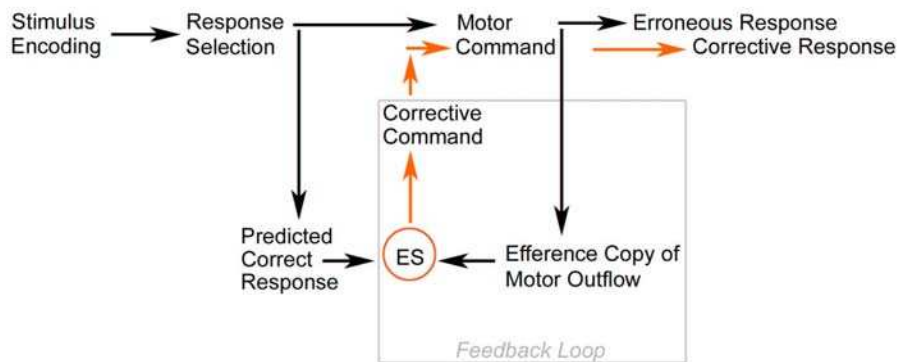 Stimulus
Encoding
Response
Selection
Motor
Command
Erroneous Response
Corrective Response
Corrective
Command
Predicted
Correct
Response
ES
Efference Copy of
Motor Outflow
Feedback Loop